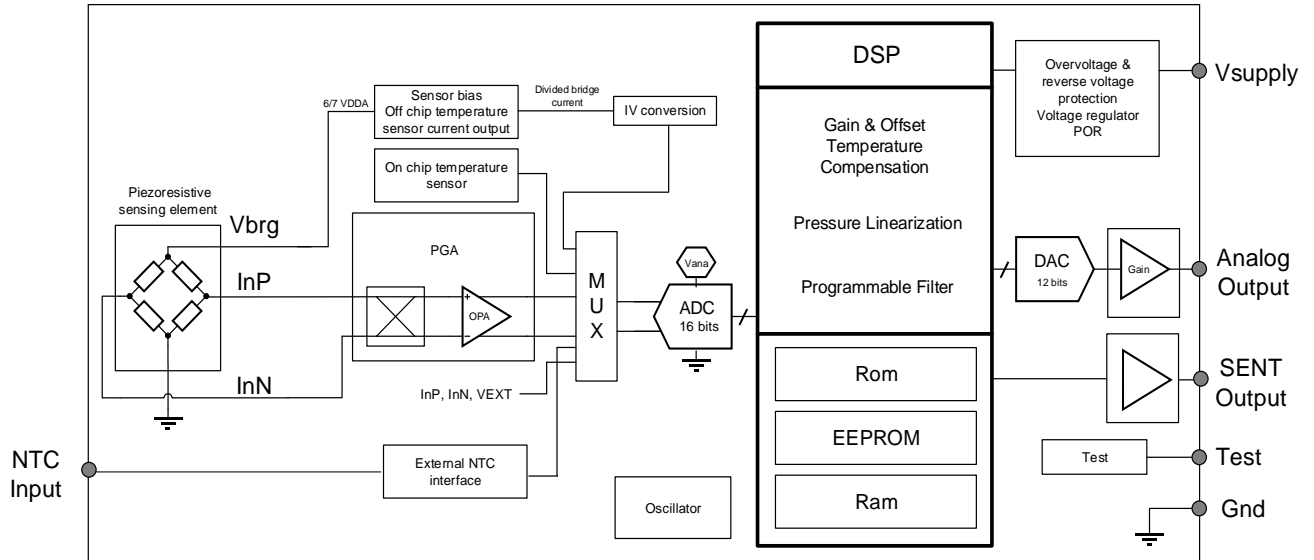 DSP
Overvoltage &
reverse voltage
protection
Voltage regulator
POR
Vsupply
6/7 VDDA
Sensor bias
Off chip temperature
sensor current output
Divided bridge
current
IV conversion
Gain & Offset
Temperature
Compensation
On chip temperature
sensor
Piezoresistive
sensing element
Vbrg
PGA
Pressure Linearization
InP
OPA
+
−
M
U
X
Vana
ADC
16 bits
Programmable Filter
DAC
12 bits
Gain
Analog
Output
InN
InP, InN, VEXT
Rom
SENT
Output
EEPROM
NTC
Input
External NTC
interface
Test
Test
Oscillator
Ram
Gnd